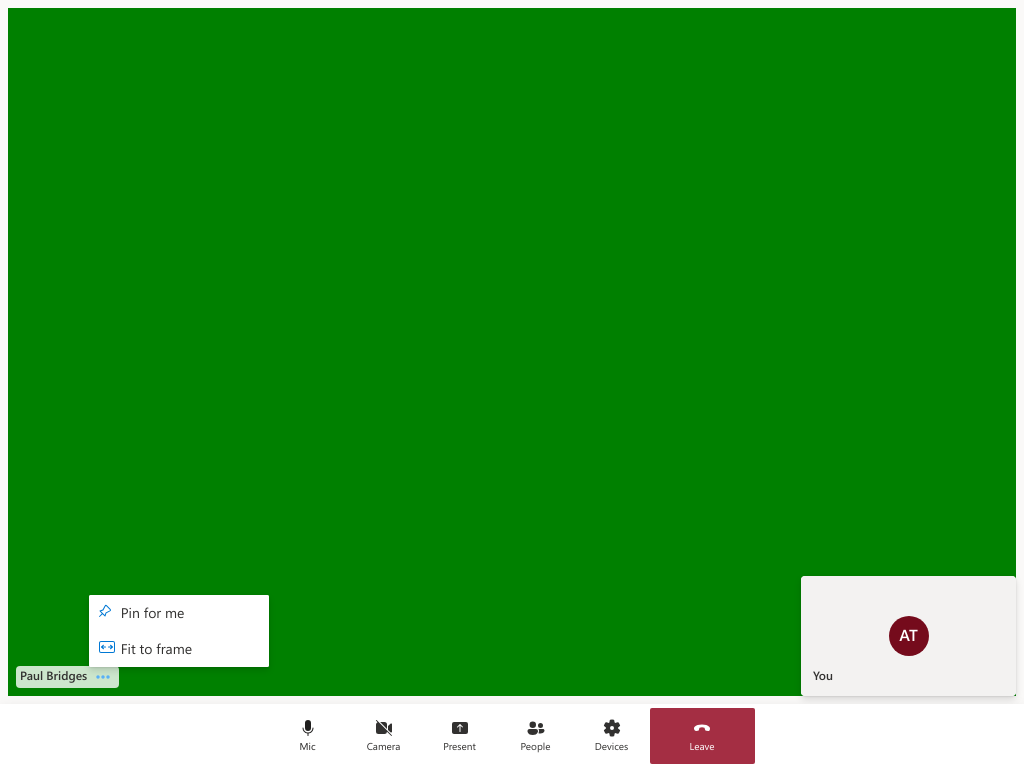 Pin for me
Fit to frame
Paul Bridges
AT
You
Mic
Camera
Present
People
Devices
Leave